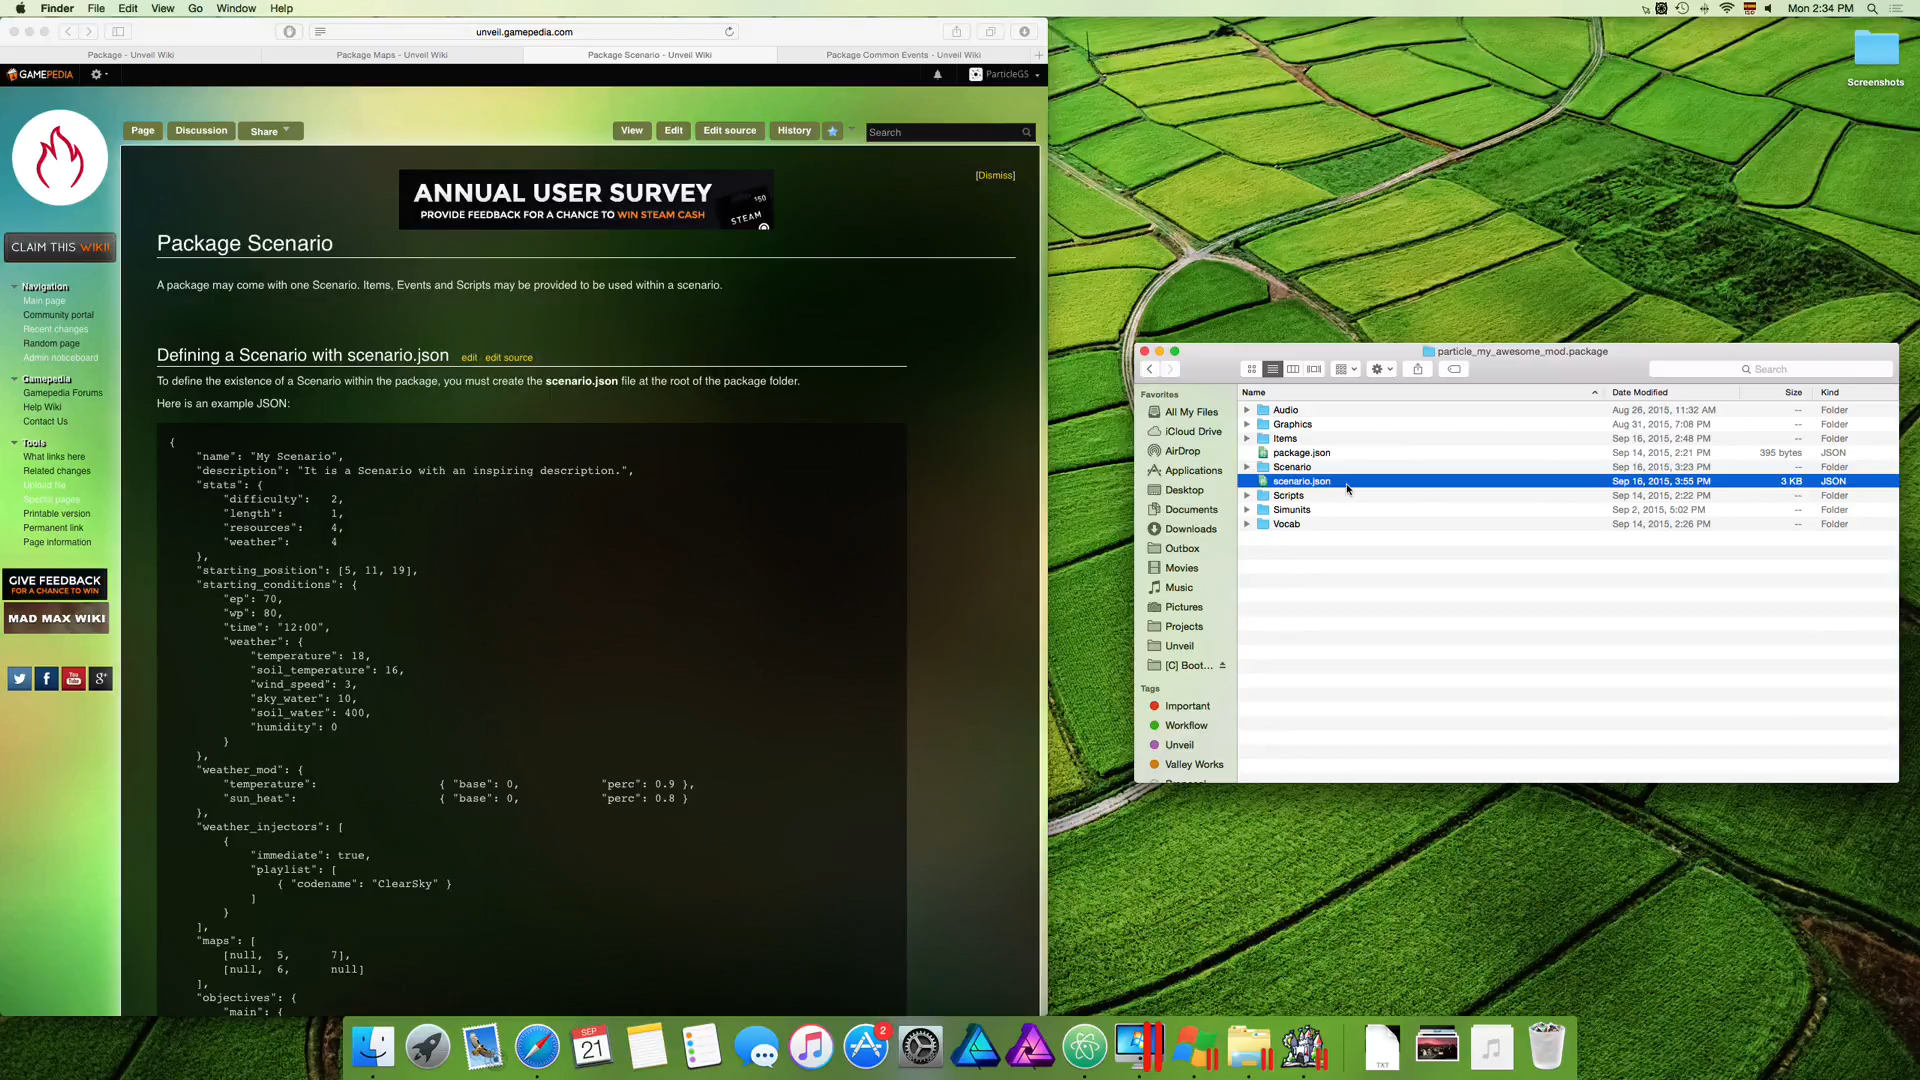 Finder File Edit View Go Window Help
Mon 2:34 PM
unveil.gamepedia.com
Package - Unveil Wiki
Package Maps - Unveil Wiki
Package Scenario - Unveil Wiki
Package Common Events - Unveil Wiki
GAMEPEDIA
ParticleGS
Page Discussion Share
View Edit Edit source History
Search
CLAIM THIS WIKI!
Navigation
Main page
Community portal
Recent changes
Random page
Admin noticeboard
Gamepedia
Gamepedia Forums
Help Wiki
Contact Us
Tools
What links here
Related changes
Upload file
Special pages
Printable version
Permanent link
Page information
GIVE FEEDBACK
FOR A CHANCE TO WIN
MAD MAX WIKI
You
Tube
ANNUAL USER SURVEY
PROVIDE FEEDBACK FOR A CHANCE TO WIN STEAM CASH
$50
STEAM
[Dismiss]
Package Scenario
A package may come with one Scenario. Items, Events and Scripts may be provided to be used within a scenario.
Defining a Scenario with scenario.json edit edit source
To define the existence of a Scenario within the package, you must create the scenario.json file at the root of the package folder.
Here is an example JSON:
{
"name": "My Scenario",
"description": "It is a Scenario with an inspiring description.",
"stats": {
"difficulty": 2,
"length": 1,
"resources": 4,
"weather": 4
},
"starting_position": [5, 11, 19],
"starting_conditions": {
"ep": 70,
"wp": 80,
"time": "12:00",
"weather": {
"temperature": 18,
"soil_temperature": 16,
"wind_speed": 3,
"sky_water": 10,
"soil_water": 400,
"humidity": 0
}
},
"weather_mod": {
"temperature": { "base": 0, "perc": 0.9 },
"sun_heat": { "base": 0, "perc": 0.8 }
},
"weather_injectors": [
{
"immediate": true,
"playlist": [
{ "codename": "ClearSky" }
]
}
],
"maps": [
[null, 5, 7],
[null, 6, null]
],
"objectives": {
"main": {
Screenshots
particle_my_awesome_mod.package
Search
Favorites
All My Files
iCloud Drive
AirDrop
Applications
Desktop
Documents
Downloads
Outbox
Movies
Music
Pictures
Projects
Unveil
[C] Boot...
Tags
Important
Workflow
Unveil
Valley Works
Name Date Modified Size Kind
Audio Aug 26, 2015, 11:32 AM -- Folder
Graphics Aug 31, 2015, 7:08 PM -- Folder
Items Sep 16, 2015, 2:48 PM -- Folder
package.json Sep 14, 2015, 2:21 PM 395 bytes JSON
Scenario Sep 16, 2015, 3:23 PM -- Folder
scenario.json Sep 16, 2015, 3:55 PM 3 KB JSON
Scripts Sep 14, 2015, 2:22 PM -- Folder
Simunits Sep 2, 2015, 5:02 PM -- Folder
Vocab Sep 14, 2015, 2:26 PM -- Folder
SEP
21
2
TXT